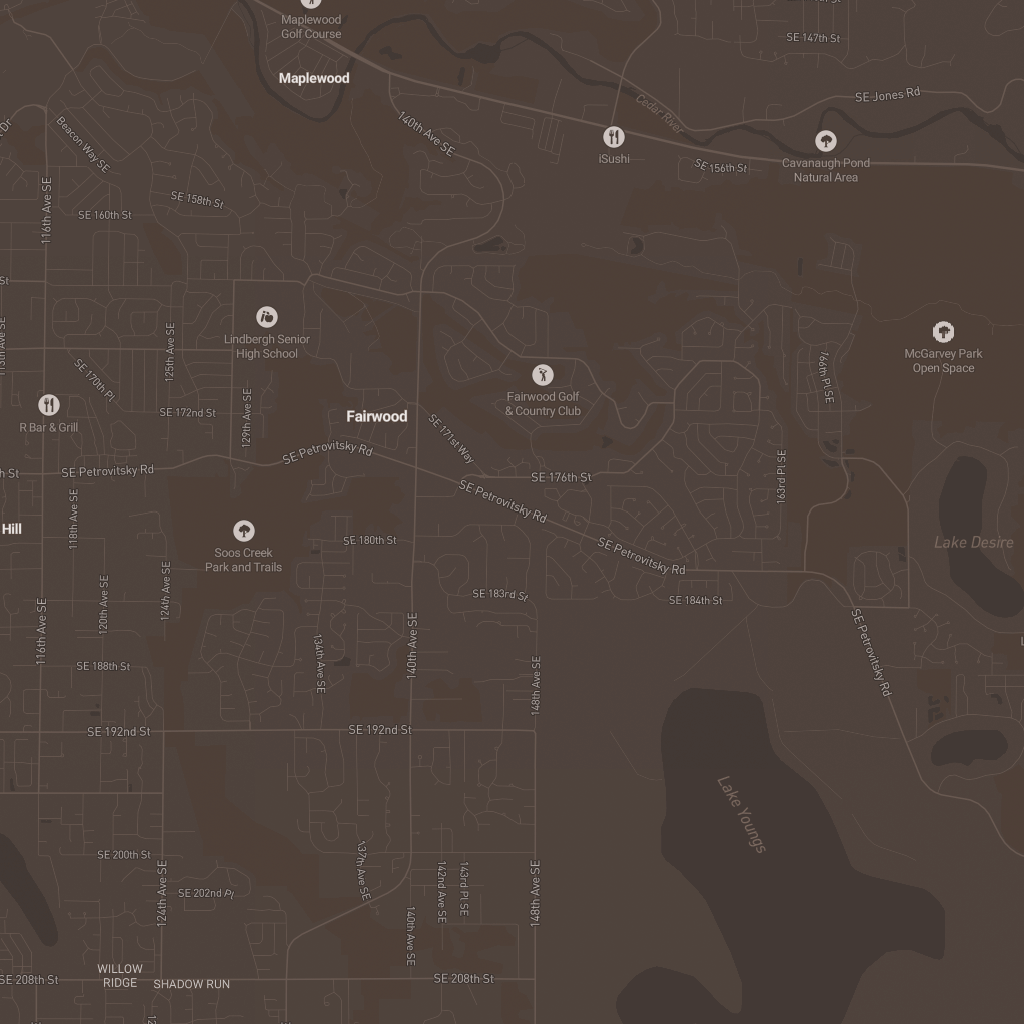 Maplewood
Golf Course
Maplewood
SE 147th St
SE Jones Rd
Cedar River
140th Ave SE
Beacon Way SE
iSushi
SE 156th St
Cavanaugh Pond
Natural Area
116th Ave SE
SE 158th St
SE 160th St
Lindbergh Senior
High School
125th Ave SE
SE 170th Pl
McGarvey Park
Open Space
169th Pl SE
Fairwood Golf
& Country Club
R Bar & Grill
SE 172nd St
129th Ave SE
Fairwood
SE 171st Way
SE Petrovitsky Rd
SE Petrovitsky Rd
SE 176th St
163rd Pl SE
SE Petrovitsky Rd
118th Ave SE
Hill
Soos Creek
Park and Trails
SE 180th St
SE Petrovitsky Rd
Lake Desire
124th Ave SE
120th Ave SE
SE 183rd St
SE 184th St
116th Ave SE
134th Ave SE
140th Ave SE
SE Petrovitsky Rd
SE 188th St
148th Ave SE
SE 192nd St
SE 192nd St
Lake Youngs
SE 200th St
137th Ave SE
124th Ave SE
SE 202nd Pl
142nd Ave SE
143rd Pl SE
148th Ave SE
140th Ave SE
WILLOW
RIDGE
SE 208th St
SHADOW RUN
SE 208th St